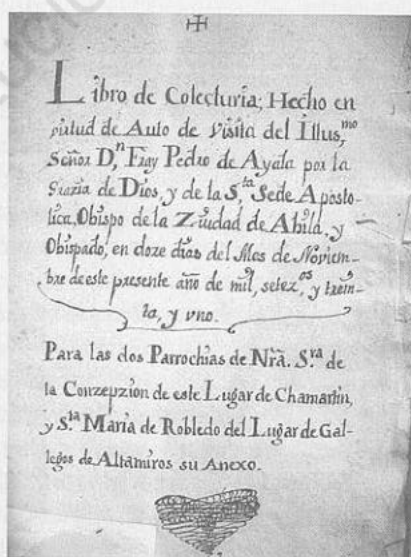 Libro de Colecturia; Hecho en
virtud de Auto de visita del Illus,mo
Señor D,n Fray Pedro de Ayala por la
Grazia de Dios, y de la S,ta Sede Aposto-
lica, Obispo de la Ziudad de Abila, y
Obispado, en doze dias del Mes de Noviem-
bre de este presente año de mil, setez,os y trein-
ta, y uno.
Para las dos Parrochias de Nra. S.ra de
la Conzepzion de este Lugar de Chamartin,
y S.ta Maria de Robledo del Lugar de Gal-
legos de Altamiros su Anexo.